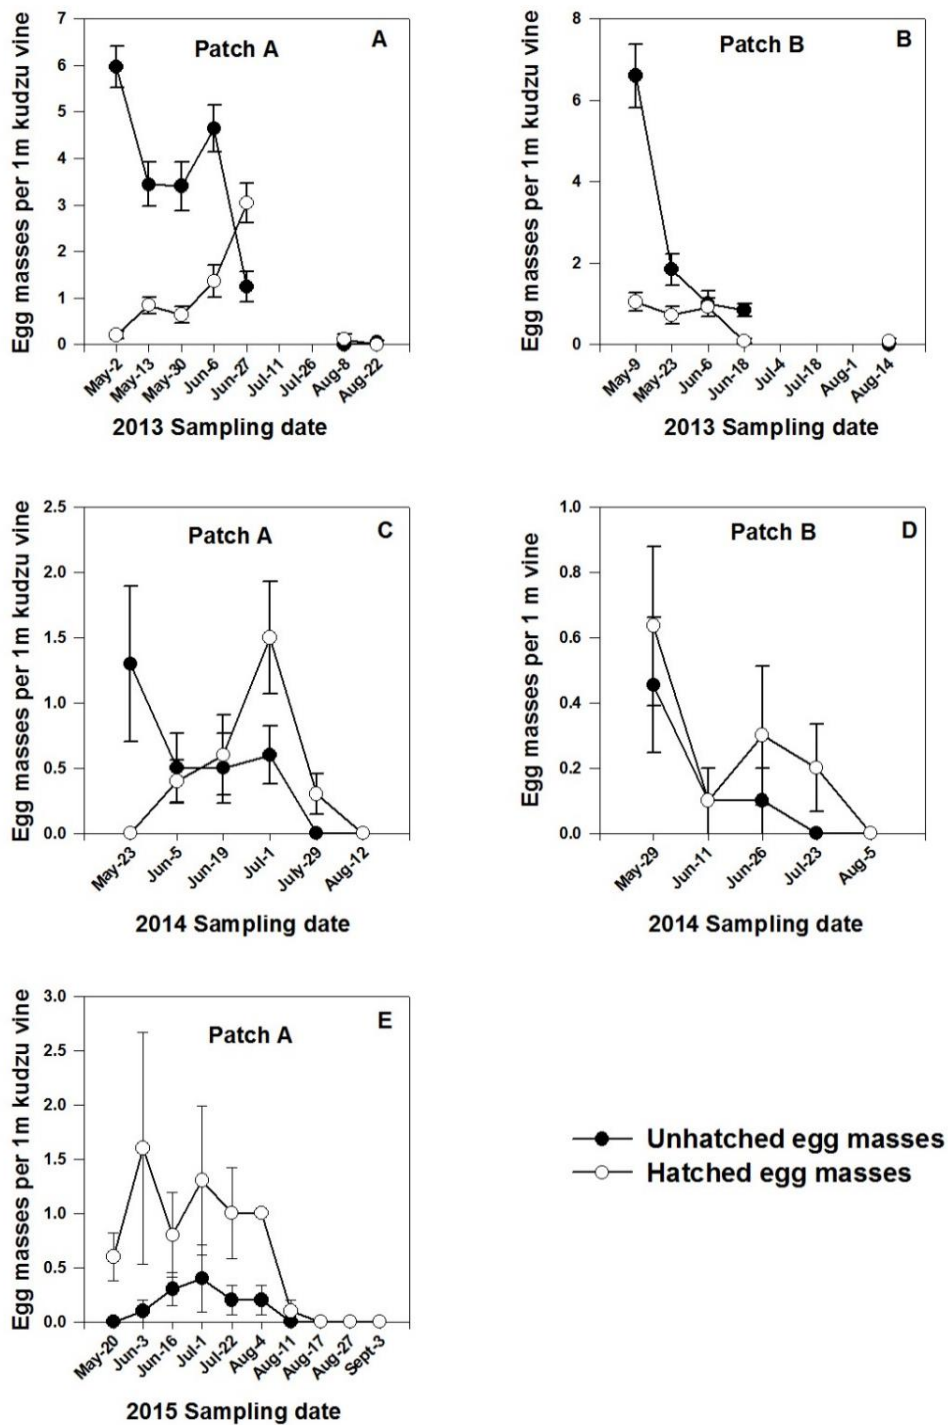 Patch A
A
Egg masses per 1m kudzu vine
7
6
5
4
3
2
1
0
May-2
May-13
May-30
Jun-6
Jun-27
Jul-11
Jul-26
Aug-8
Aug-22
2013 Sampling date
Patch B
B
Egg masses per 1m kudzu vine
8
6
4
2
0
May-9
May-23
Jun-6
Jun-18
Jul-4
Jul-18
Aug-1
Aug-14
2013 Sampling date
Patch A
C
Egg masses per 1m kudzu vine
2.5
2.0
1.5
1.0
0.5
0.0
May-23
Jun-5
Jun-19
Jul-1
July-29
Aug-12
2014 Sampling date
Patch B
D
Egg masses per 1 m vine
1.0
0.8
0.6
0.4
0.2
0.0
May-29
Jun-11
Jun-26
Jul-23
Aug-5
2014 Sampling date
Patch A
E
Egg masses per 1m kudzu vine
3.0
2.5
2.0
1.5
1.0
0.5
0.0
May-20
Jun-3
Jun-16
Jul-1
Jul-22
Aug-4
Aug-11
Aug-17
Aug-27
Sept-3
2015 Sampling date
Unhatched egg masses
Hatched egg masses